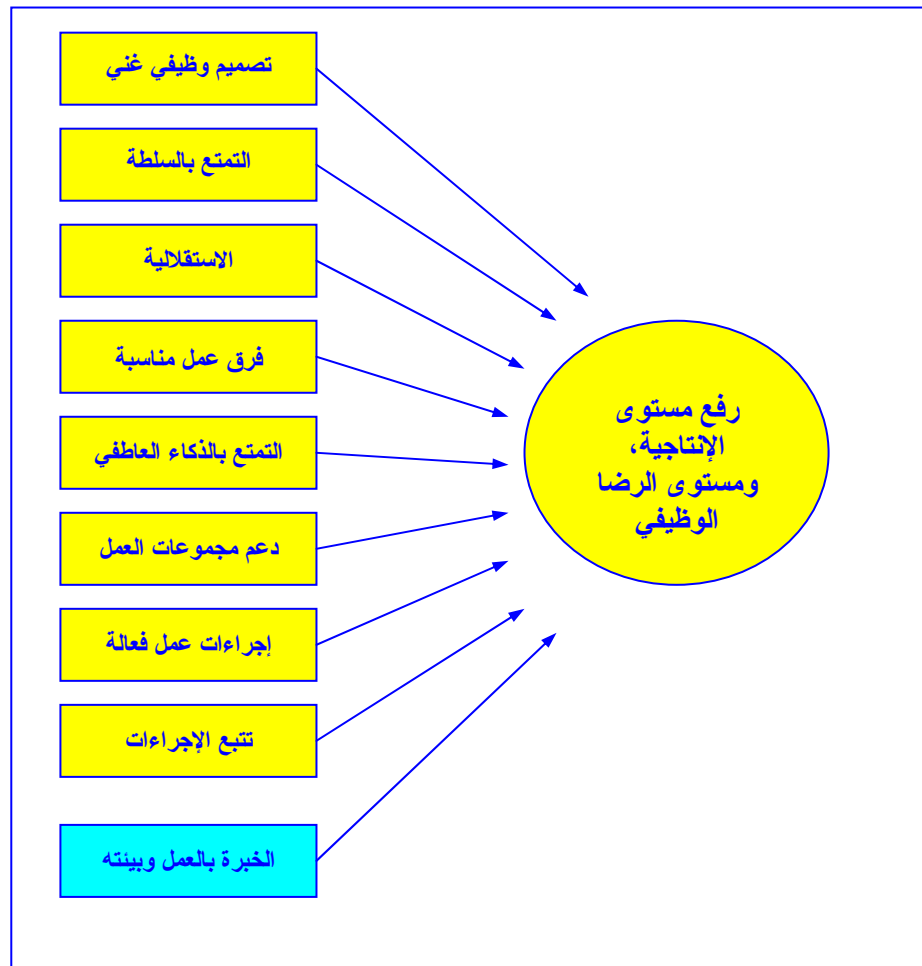 تصميم وظيفي غني
التمتع بالسلطة
الاستقلالية
فرق عمل مناسبة
التمتع بالذكاء العاطفي
دعم مجموعات العمل
إجراءات عمل فعالة
تتبع الإجراءات
الخبرة بالعمل وبيئته
رفع مستوى
الإنتاجية،
ومستوى الرضا
الوظيفي